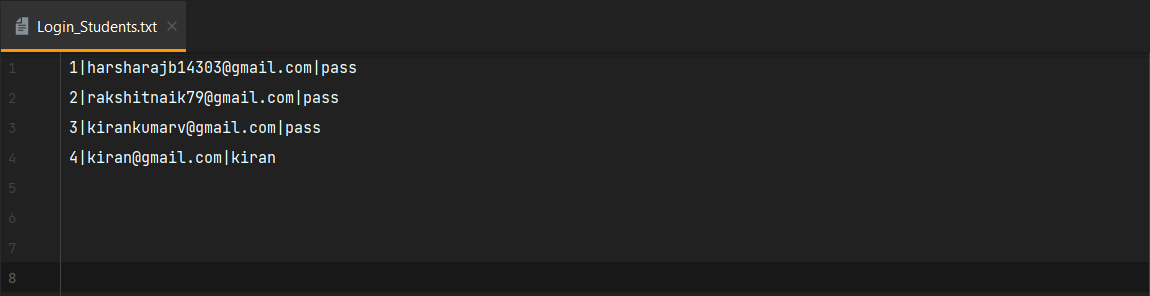 Login_Students.txt
1 1|harsharajb14303@gmail.com|pass
2 2|rakshitnaik79@gmail.com|pass
3 3|kirankumarv@gmail.com|pass
4 4|kiran@gmail.com|kiran
5
6
7
8